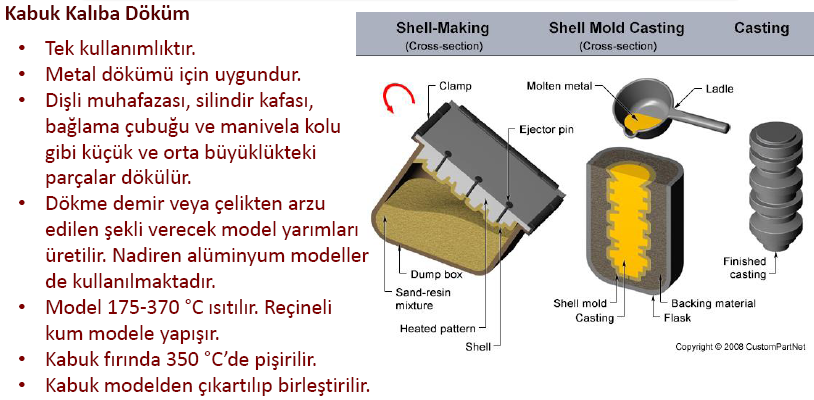 Kabuk Kalıba Döküm
• Tek kullanımlıktır.
• Metal dökümü için uygundur.
• Dişli muhafazası, silindir kafası,
bağlama çubuğu ve manivela kolu
gibi küçük ve orta büyüklükteki
parçalar dökülür.
• Dökme demir veya çelikten arzu
edilen şekli verecek model yarımları
üretilir. Nadiren alüminyum modeller
de kullanılmaktadır.
• Model 175-370 °C ısıtılır. Reçineli
kum modele yapışır.
• Kabuk fırında 350 °C’de pişirilir.
• Kabuk modelden çıkartılıp birleştirilir.
Shell-Making
(Cross-section)
Clamp
Ejector pin
Dump box
Sand-resin
mixture
Heated pattern
Shell
Shell Mold Casting
(Cross-section)
Molten metal
Ladle
Shell mold
Casting
Backing material
Flask
Casting
Finished
casting
Copyright © 2008 CustomPartNet